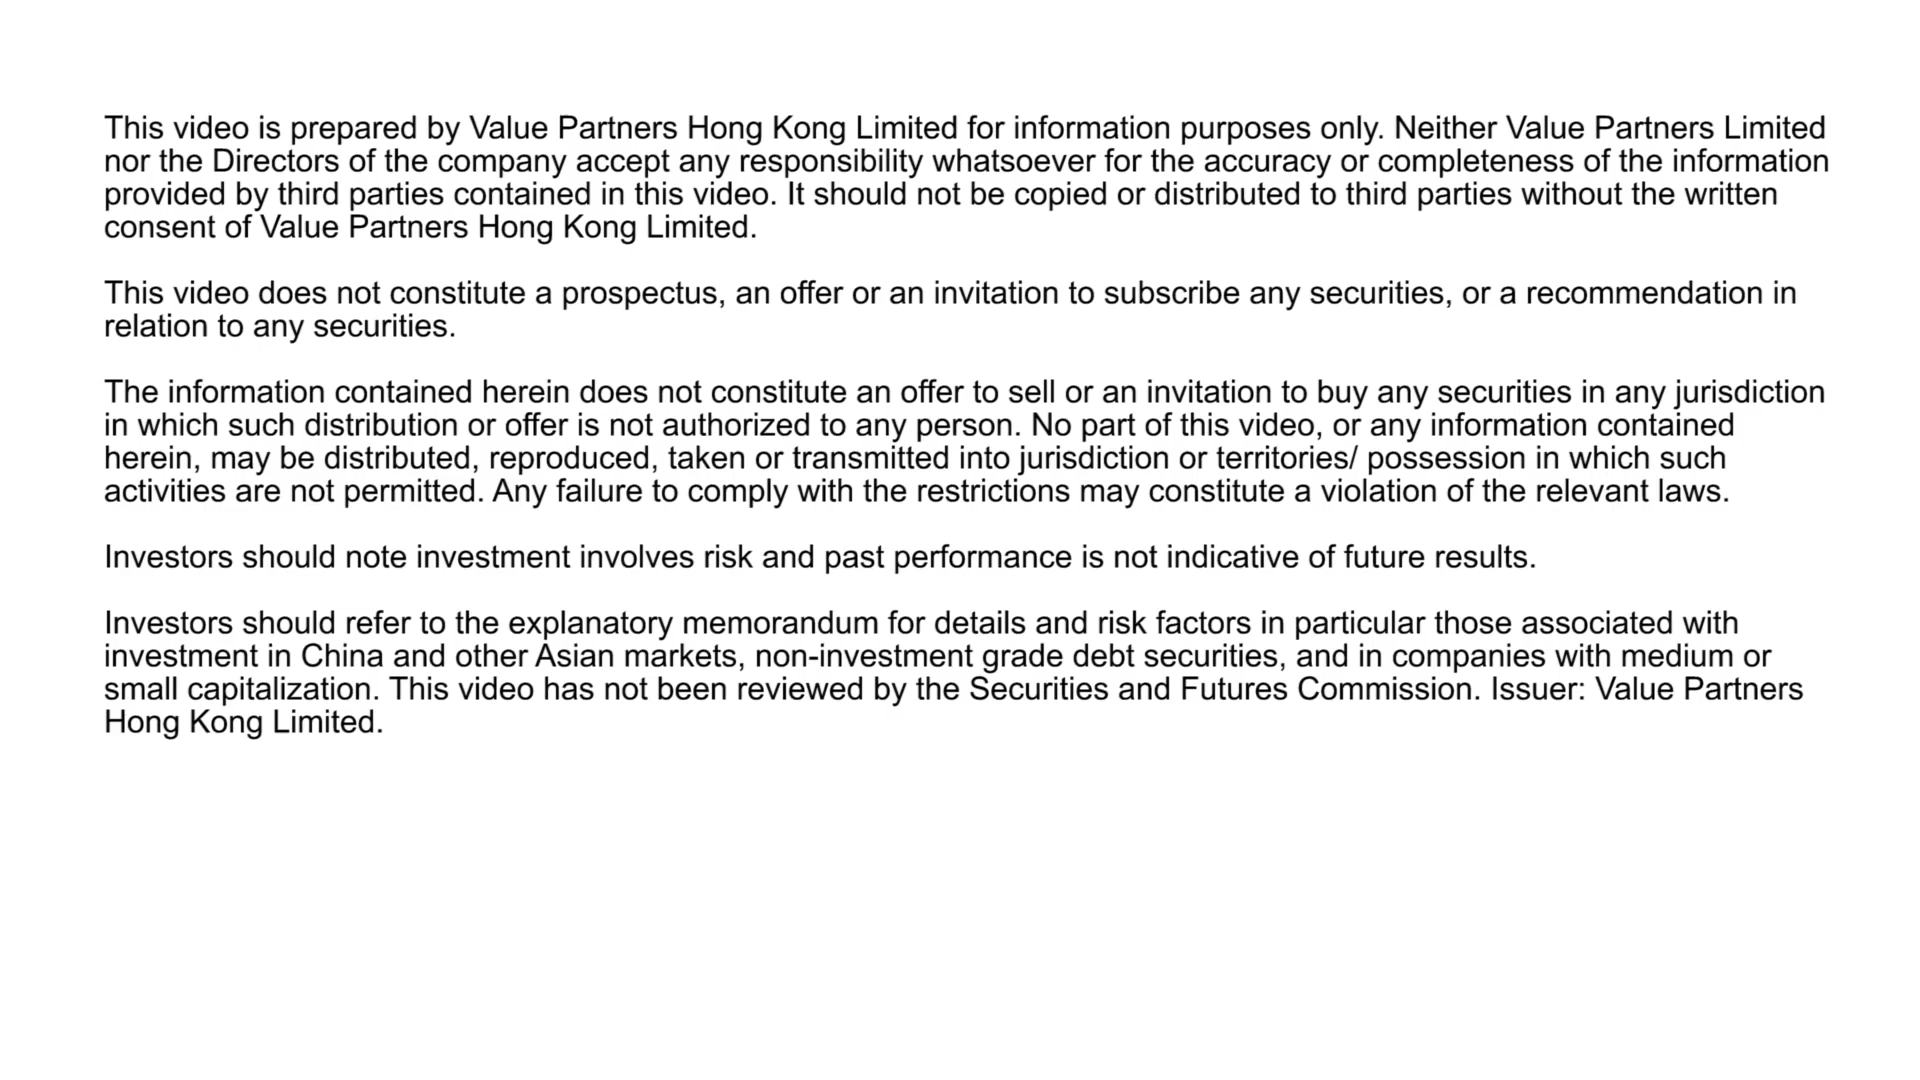 This video is prepared by Value Partners Hong Kong Limited for information purposes only. Neither Value Partners Limited
nor the Directors of the company accept any responsibility whatsoever for the accuracy or completeness of the information
provided by third parties contained in this video. It should not be copied or distributed to third parties without the written
consent of Value Partners Hong Kong Limited.
This video does not constitute a prospectus, an offer or an invitation to subscribe any securities, or a recommendation in
relation to any securities.
The information contained herein does not constitute an offer to sell or an invitation to buy any securities in any jurisdiction
in which such distribution or offer is not authorized to any person. No part of this video, or any information contained
herein, may be distributed, reproduced, taken or transmitted into jurisdiction or territories/ possession in which such
activities are not permitted. Any failure to comply with the restrictions may constitute a violation of the relevant laws.
Investors should note investment involves risk and past performance is not indicative of future results.
Investors should refer to the explanatory memorandum for details and risk factors in particular those associated with
investment in China and other Asian markets, non-investment grade debt securities, and in companies with medium or
small capitalization. This video has not been reviewed by the Securities and Futures Commission. Issuer: Value Partners
Hong Kong Limited.